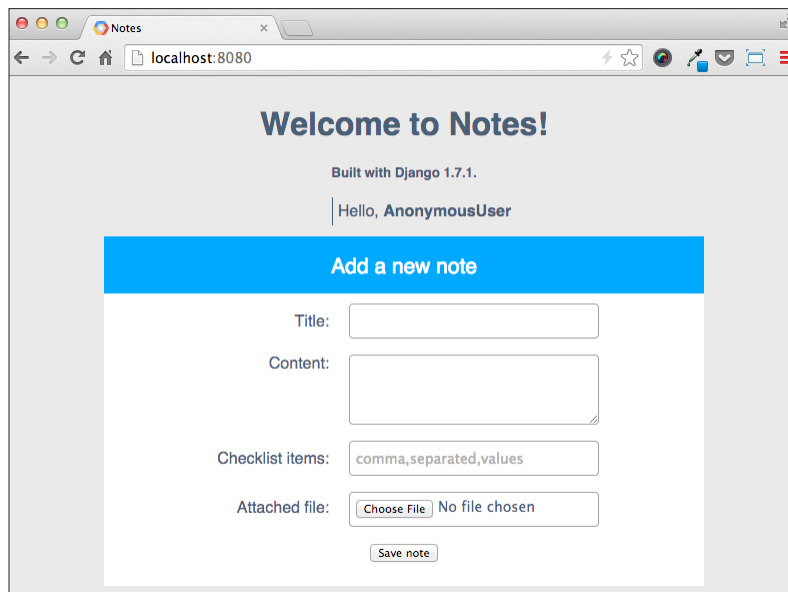 Notes
localhost:8080
Welcome to Notes!
Built with Django 1.7.1.
Hello, AnonymousUser
Add a new note
Title:
Content:
Checklist items: comma,separated,values
Attached file: Choose File No file chosen
Save note